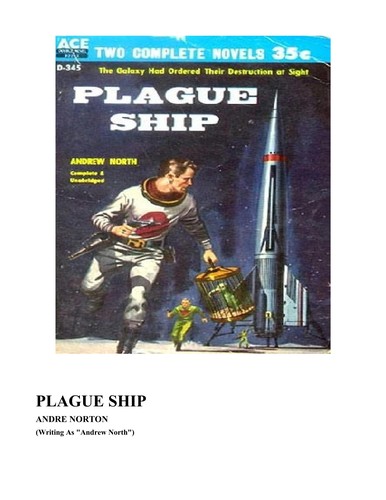 ACE
TWO COMPLETE NOVELS 35¢
D-345
The Galaxy Had Ordered Their Destruction at Sight
PLAGUE
SHIP
ANDREW NORTH
Complete &
Unabridged
PLAGUE SHIP
ANDRE NORTON
(Writing As "Andrew North")